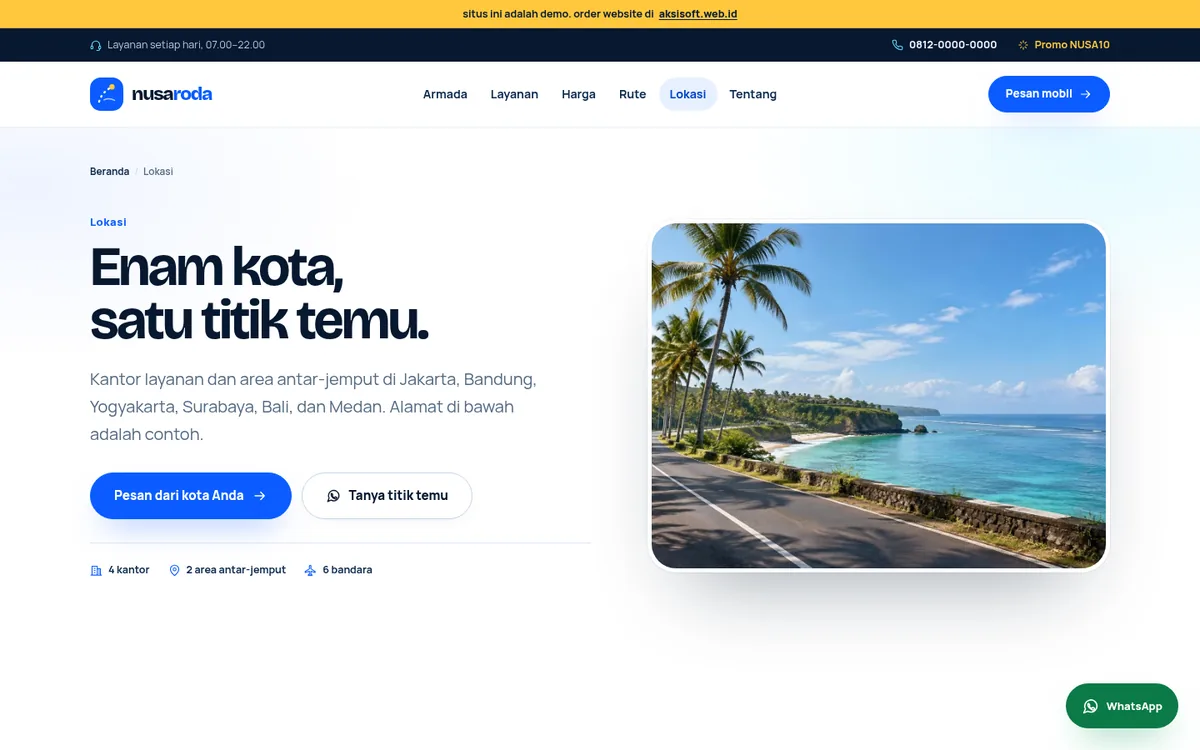 situs ini adalah demo. order website di aksisoft.web.id
Layanan setiap hari, 07.00–22.00
0812-0000-0000
Promo NUSA10
nusaroda
Armada
Layanan
Harga
Rute
Lokasi
Tentang
Pesan mobil
Beranda / Lokasi
Lokasi
Enam kota,
satu titik temu.
Kantor layanan dan area antar-jemput di Jakarta, Bandung,
Yogyakarta, Surabaya, Bali, dan Medan. Alamat di bawah
adalah contoh.
Pesan dari kota Anda
Tanya titik temu
4 kantor
2 area antar-jemput
6 bandara
WhatsApp